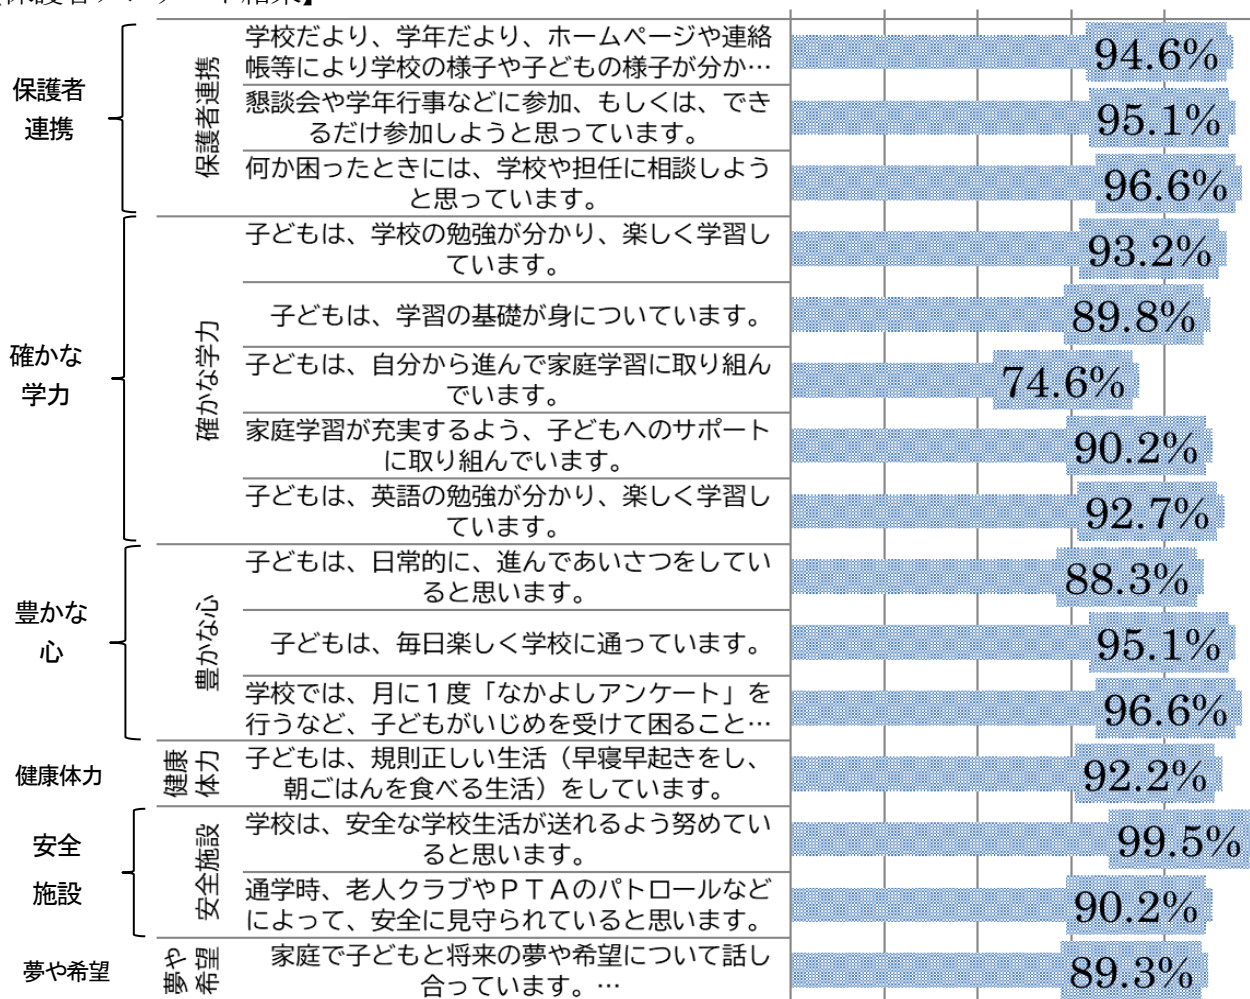 保護者
連携
保護者連携
学校だより、学年だより、ホームページや連絡
帳等により学校の様子や子どもの様子が分か…
94.6%
懇談会や学年行事などに参加、もしくは、でき
るだけ参加しようと思っています。
95.1%
何か困ったときには、学校や担任に相談しよう
と思っています。
96.6%
確かな
学力
確かな学力
子どもは、学校の勉強が分かり、楽しく学習し
ています。
93.2%
子どもは、学習の基礎が身についています。
89.8%
子どもは、自分から進んで家庭学習に取り組ん
でいます。
74.6%
家庭学習が充実するよう、子どもへのサポート
に取り組んでいます。
90.2%
子どもは、英語の勉強が分かり、楽しく学習し
ています。
92.7%
豊かな
心
豊かな心
子どもは、日常的に、進んであいさつをしてい
ると思います。
88.3%
子どもは、毎日楽しく学校に通っています。
95.1%
学校では、月に１度「なかよしアンケート」を
行うなど、子どもがいじめを受けて困ること…
96.6%
健康体力
健康
体力
子どもは、規則正しい生活（早寝早起きをし、
朝ごはんを食べる生活）をしています。
92.2%
安全
施設
安全施設
学校は、安全な学校生活が送れるよう努めてい
ると思います。
99.5%
通学時、老人クラブやＰＴＡのパトロールなど
によって、安全に見守られていると思います。
90.2%
夢や希望
夢や
希望
家庭で子どもと将来の夢や希望について話し
合っています。…
89.3%